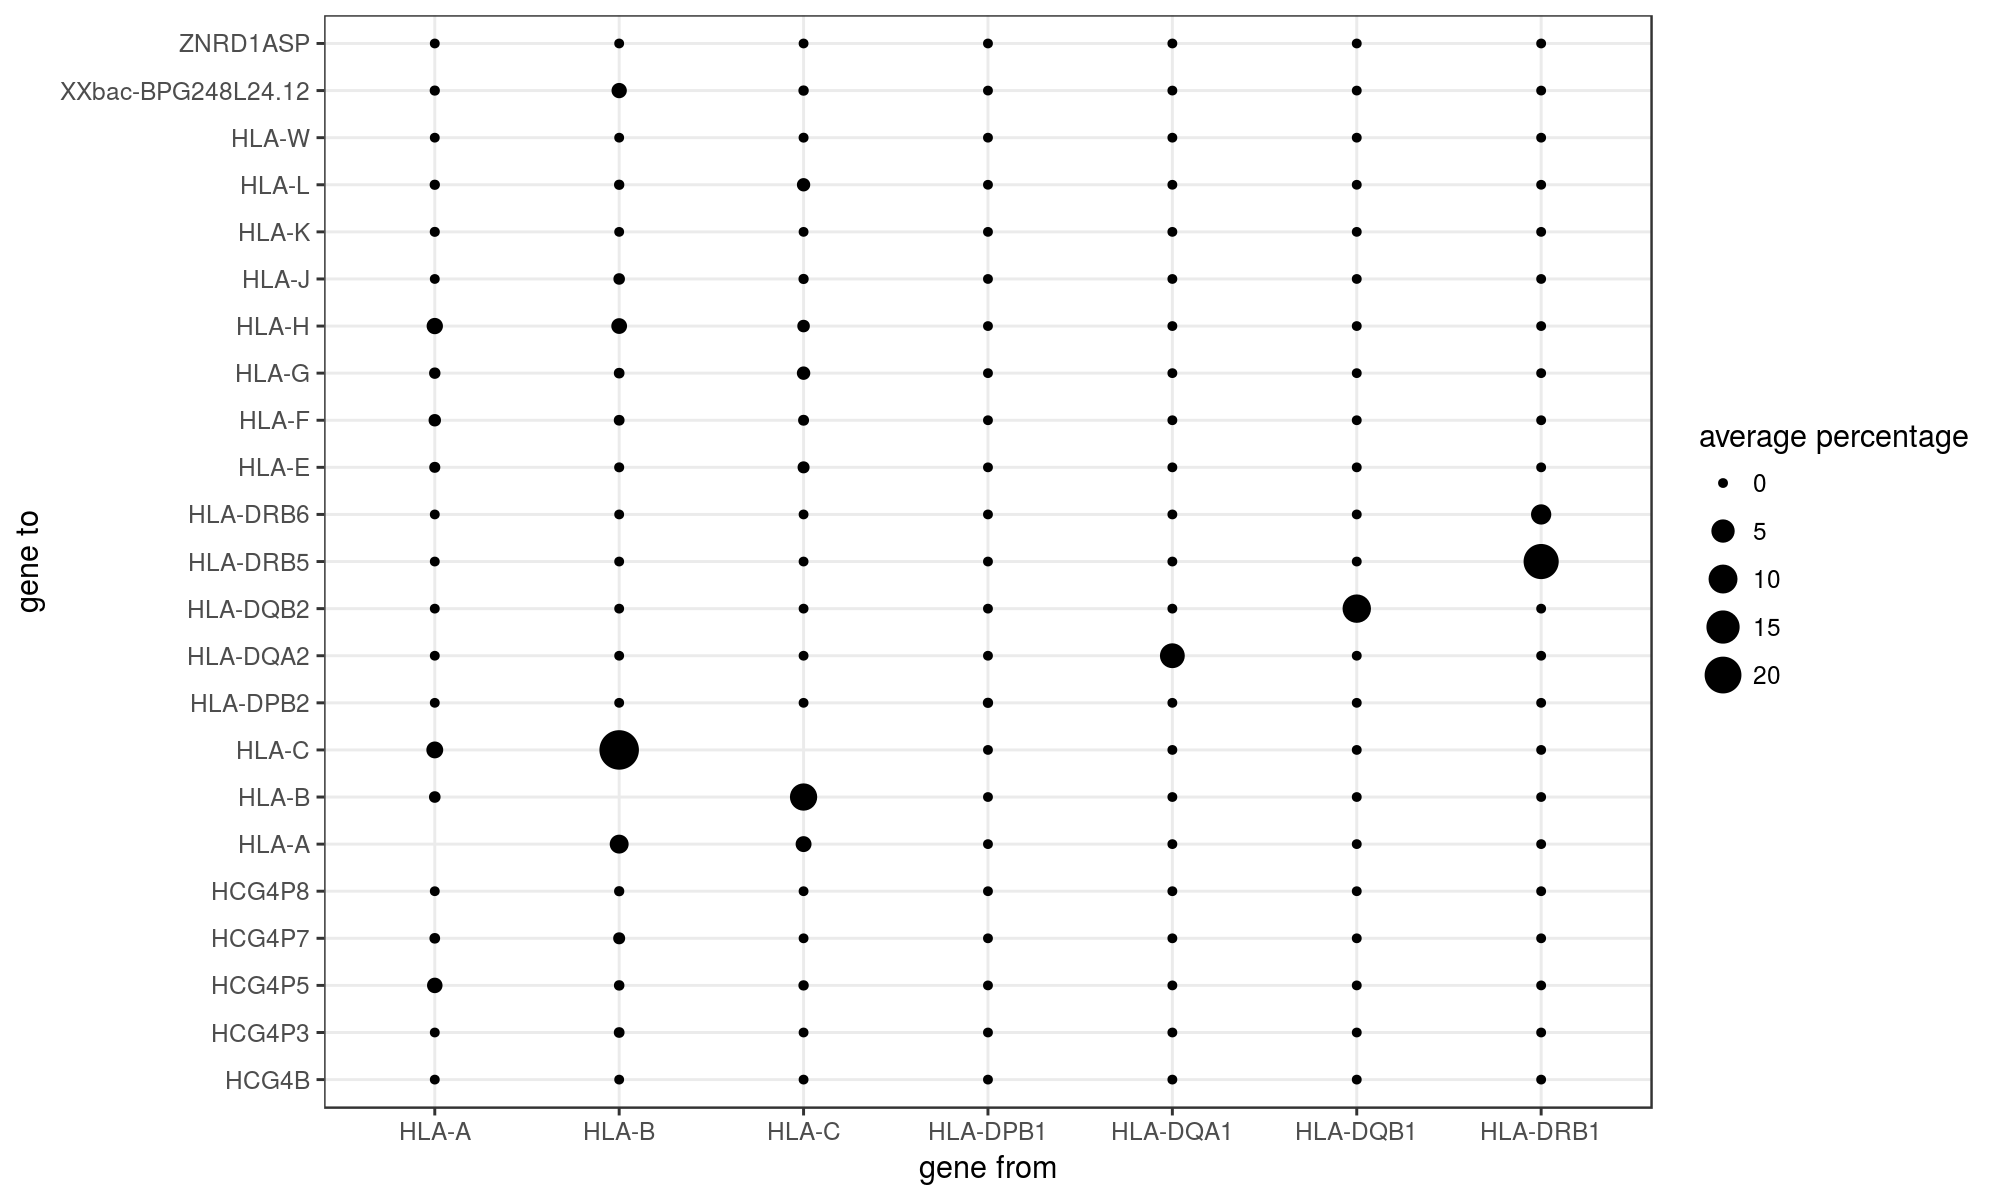 ZNRD1ASP
XXbac-BPG248L24.12
HLA-W
HLA-L
HLA-K
HLA-J
HLA-H
HLA-G
HLA-F
HLA-E
HLA-DRB6
HLA-DRB5
HLA-DQB2
HLA-DQA2
HLA-DPB2
HLA-C
HLA-B
HLA-A
HCG4P8
HCG4P7
HCG4P5
HCG4P3
HCG4B
gene to
HLA-A HLA-B HLA-C HLA-DPB1 HLA-DQA1 HLA-DQB1 HLA-DRB1
gene from
average percentage
0
5
10
15
20